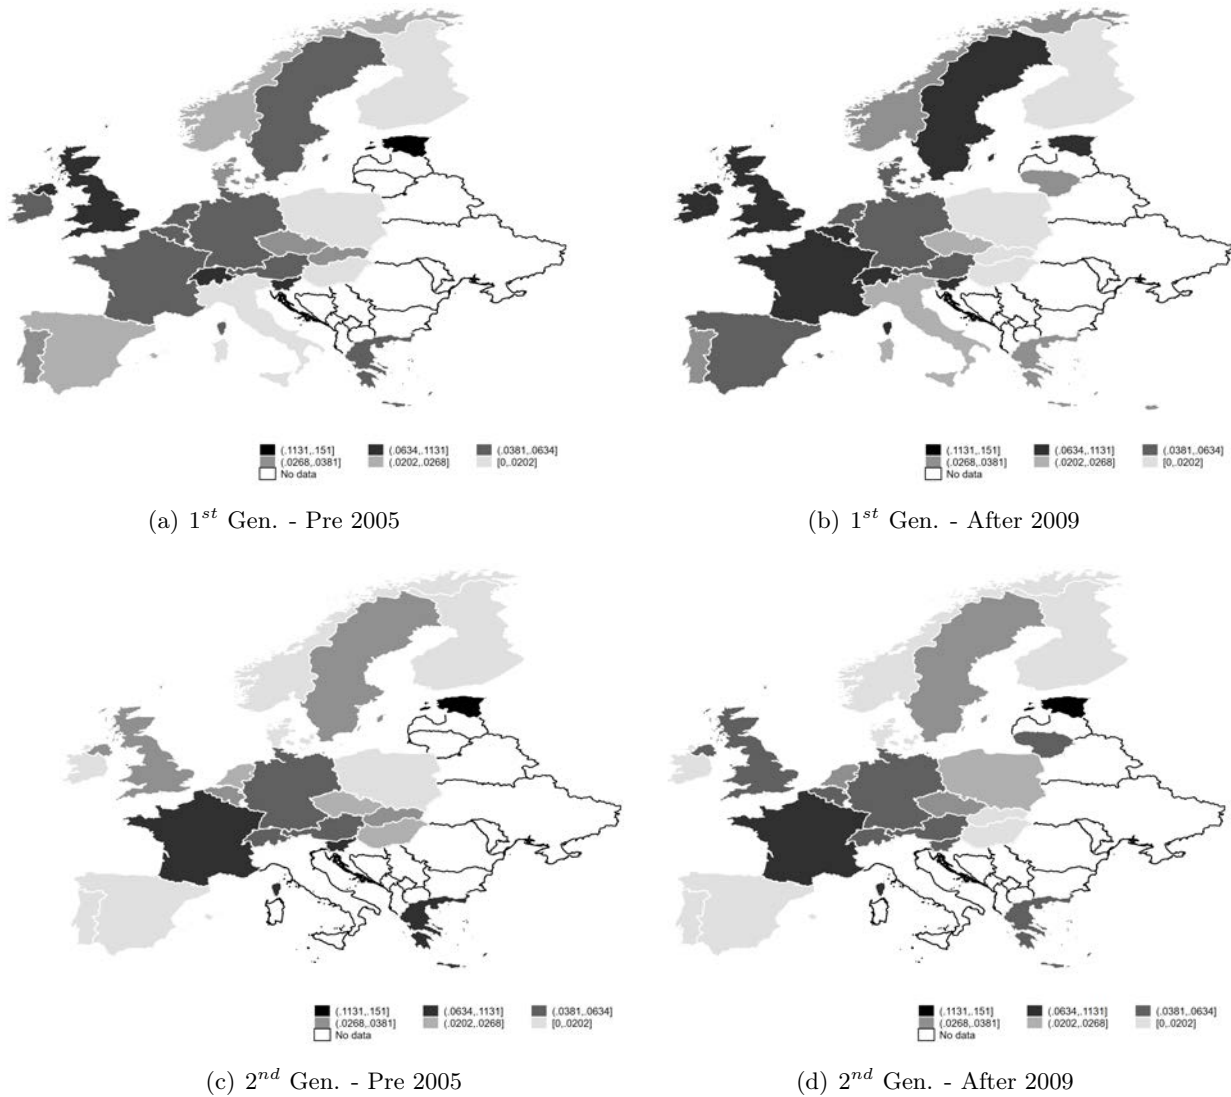 (.1131,.151] (.0634,.1131] (.0381,.0634]
(.0268,.0381] (.0202,.0268] [0,.0202]
No data
(a) 1st Gen. - Pre 2005
(.1131,.151] (.0634,.1131] (.0381,.0634]
(.0268,.0381] (.0202,.0268] [0,.0202]
No data
(b) 1st Gen. - After 2009
(.1131,.151] (.0634,.1131] (.0381,.0634]
(.0268,.0381] (.0202,.0268] [0,.0202]
No data
(c) 2nd Gen. - Pre 2005
(.1131,.151] (.0634,.1131] (.0381,.0634]
(.0268,.0381] (.0202,.0268] [0,.0202]
No data
(d) 2nd Gen. - After 2009